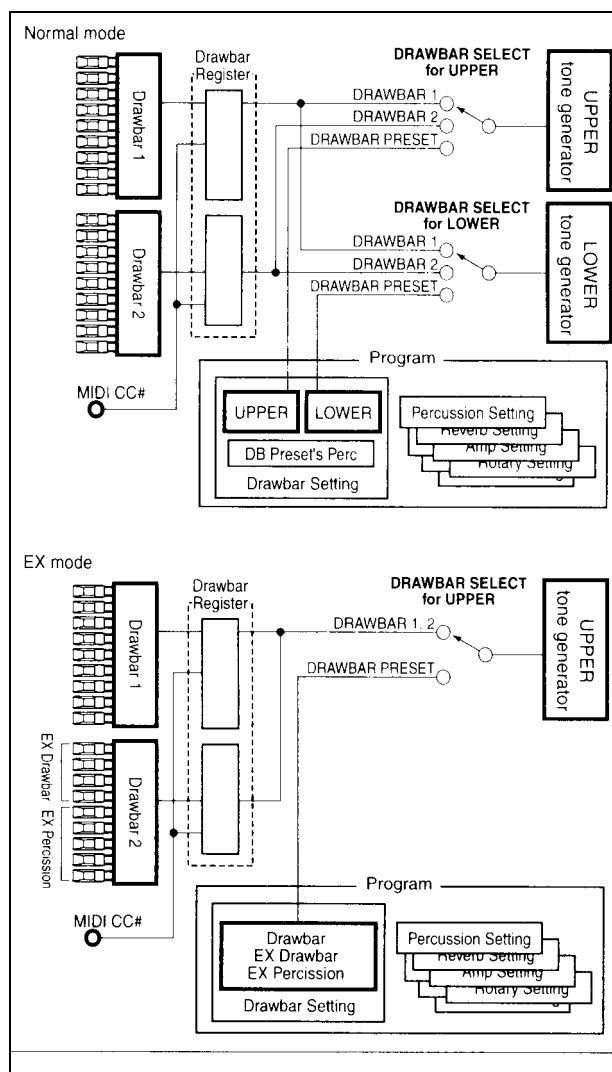 Normal mode
Drawbar
Register
DRAWBAR SELECT
for UPPER
Drawbar 1
DRAWBAR 1
DRAWBAR 2
DRAWBAR PRESET
UPPER
tone generator
DRAWBAR SELECT
for LOWER
Drawbar 2
DRAWBAR 1
DRAWBAR 2
DRAWBAR PRESET
LOWER
tone generator
MIDI CC#
Program
UPPER
LOWER
DB Preset's Perc
Drawbar Setting
Percussion Setting
Reverb Setting
Amp Setting
Rotary Setting
EX mode
Drawbar
Register
DRAWBAR SELECT
for UPPER
Drawbar 1
DRAWBAR 1, 2
DRAWBAR PRESET
UPPER
tone generator
EX Drawbar
EX Percission
Drawbar 2
MIDI CC#
Program
Drawbar
EX Drawbar
EX Percission
Drawbar Setting
Percussion Setting
Reverb Setting
Amp Setting
Rotary Setting